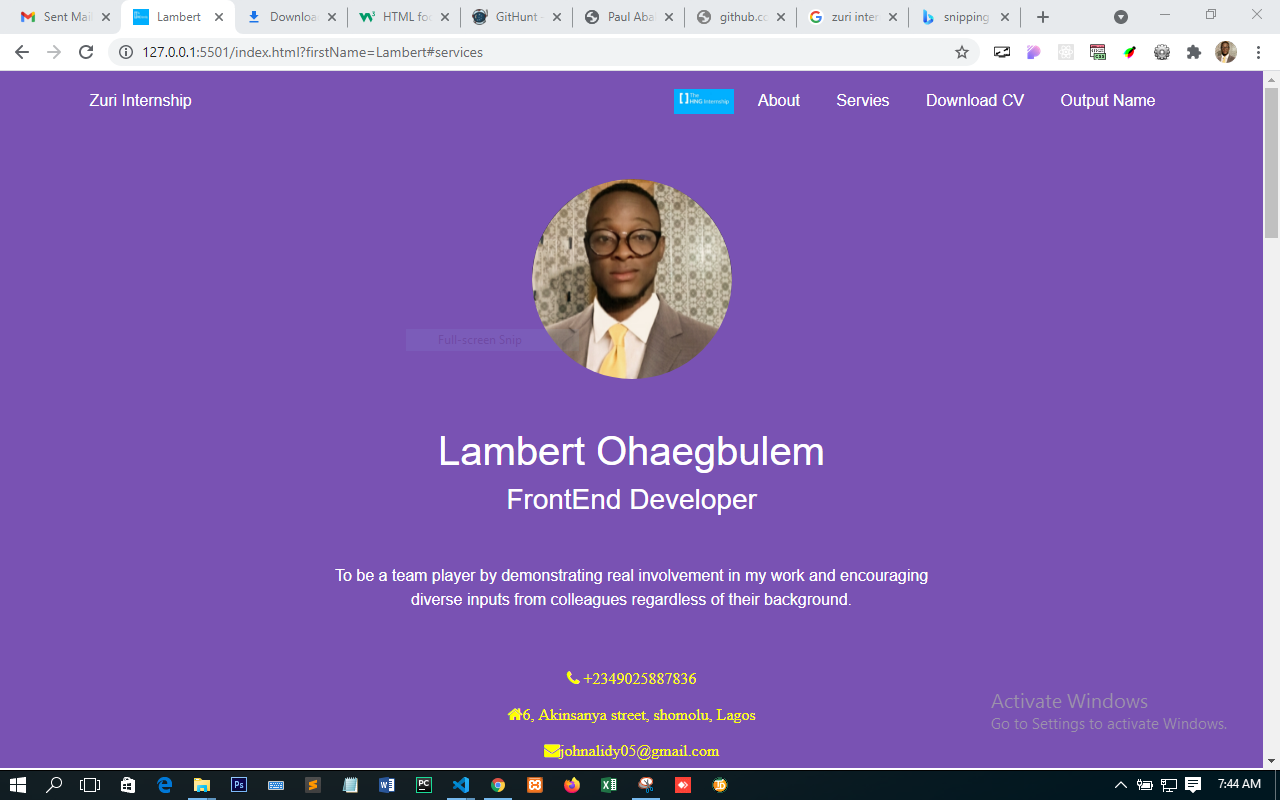 Sent Mail
Lambert
Downloa
HTML for
GitHunt -
Paul Aba
github.co
zuri inter
snipping
127.0.0.1:5501/index.html?firstName=Lambert#services
Zuri Internship
The
HNG Internship
About
Servies
Download CV
Output Name
Full-screen Snip
Lambert Ohaegbulem
FrontEnd Developer
To be a team player by demonstrating real involvement in my work and encouraging
diverse inputs from colleagues regardless of their background.
+2349025887836
6, Akinsanya street, shomolu, Lagos
johnalidy05@gmail.com
Activate Windows
Go to Settings to activate Windows.
7:44 AM